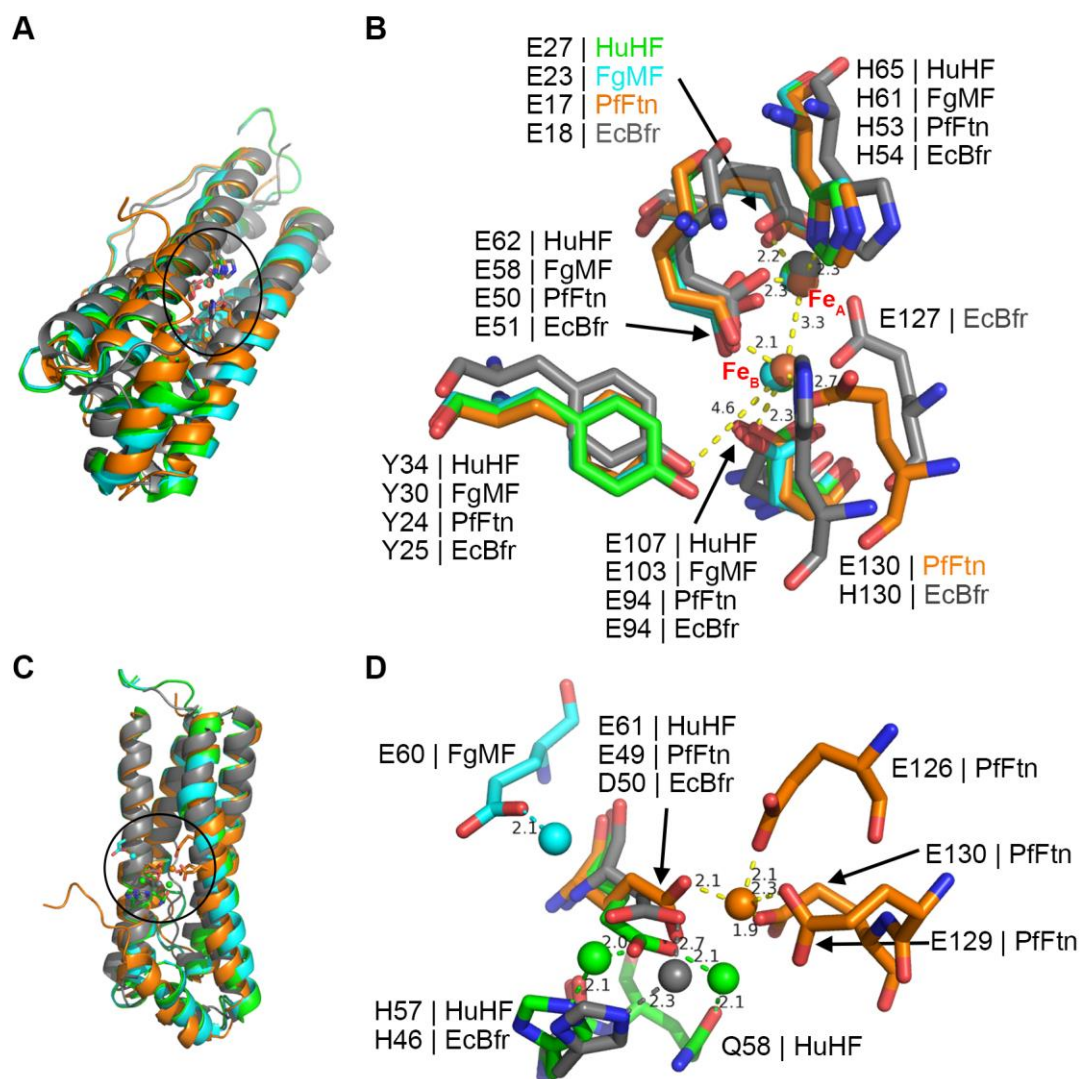 A
B
E27 | HuHF
E23 | FgMF
E17 | PfFtn
E18 | EcBfr
H65 | HuHF
H61 | FgMF
H53 | PfFtn
H54 | EcBfr
E62 | HuHF
E58 | FgMF
E50 | PfFtn
E51 | EcBfr
2.2
2.3
2.3
FeA
3.3
E127 | EcBfr
2.1
FeB
2.7
4.6
2.3
Y34 | HuHF
Y30 | FgMF
Y24 | PfFtn
Y25 | EcBfr
E107 | HuHF
E103 | FgMF
E94 | PfFtn
E94 | EcBfr
E130 | PfFtn
H130 | EcBfr
C
D
E60 | FgMF
E61 | HuHF
E49 | PfFtn
D50 | EcBfr
E126 | PfFtn
2.1
2.1
2.1
2.3
1.9
E130 | PfFtn
E129 | PfFtn
2.0
2.7
2.1
2.1
2.3
2.1
H57 | HuHF
H46 | EcBfr
Q58 | HuHF